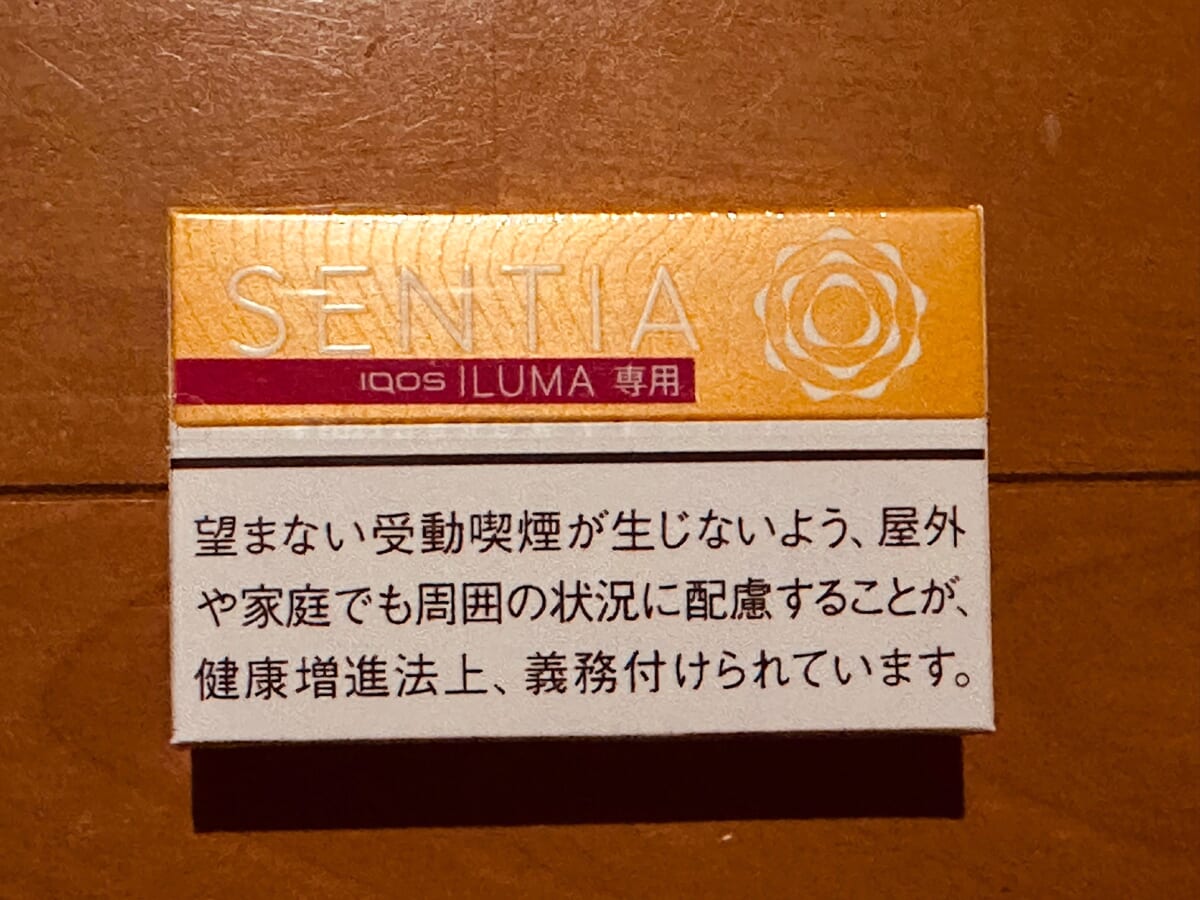 SENTIA
IQOS ILUMA 専用
望まない受動喫煙が生じないよう、屋外
や家庭でも周囲の状況に配慮することが、
健康増進法上、義務付けられています。